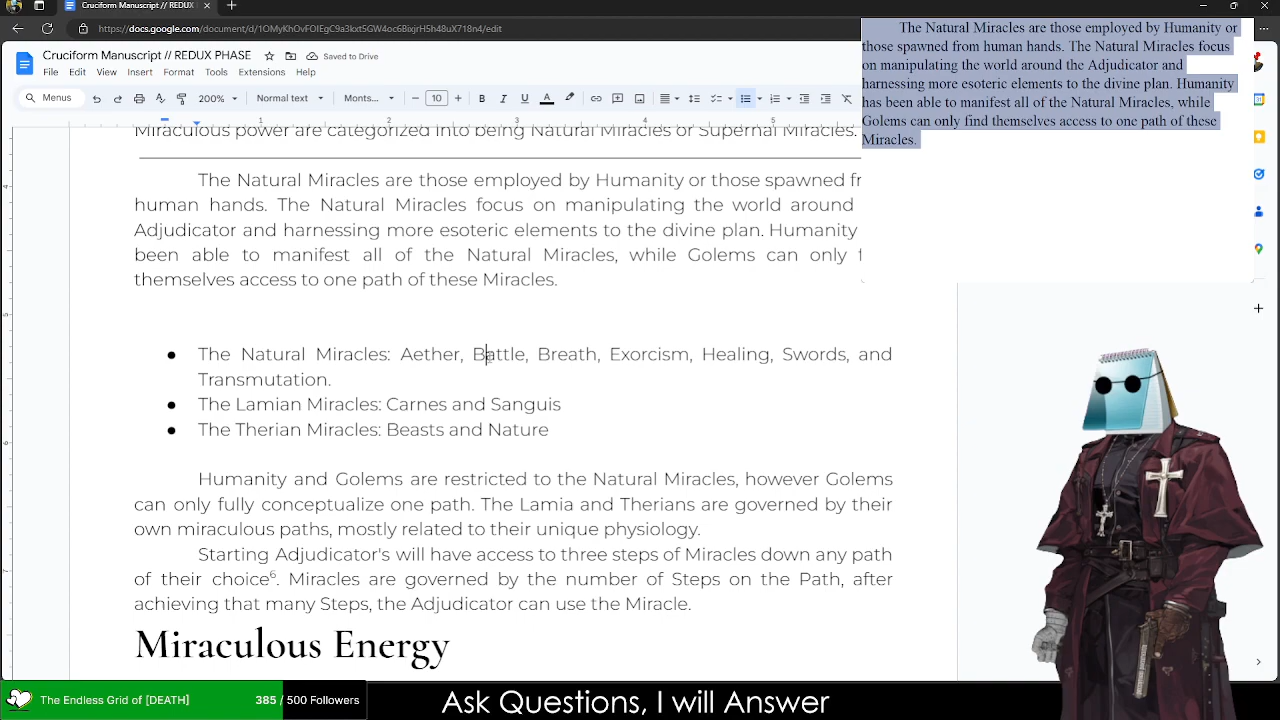 Cruciform Manuscript // REDUX
https://docs.google.com/document/d/1OMyKhOvFOIEgC9a3kxt5GW4oc6BixjrH5h48uX18n4/edit
The Natural Miracles are those employed by Humanity or
those spawned from human hands. The Natural Miracles focus
on manipulating the world around the Adjudicator and
harnessing more esoteric elements to the divine plan. Humanity
has been able to manifest all of the Natural Miracles, while
Golems can only find themselves access to one path of these
Miracles.
Cruciform Manuscript // REDUX PHASE
Saved to Drive
File Edit View Insert Format Tools Extensions Help
Menus 200% Normal text Monts... 10 B I U A
1 2 3 4 5
Miraculous power are categorized into being Natural Miracles or Supernal Miracles.
The Natural Miracles are those employed by Humanity or those spawned fr
human hands. The Natural Miracles focus on manipulating the world around
Adjudicator and harnessing more esoteric elements to the divine plan. Humanity
been able to manifest all of the Natural Miracles, while Golems can only f
themselves access to one path of these Miracles.
● The Natural Miracles: Aether, Battle, Breath, Exorcism, Healing, Swords, and
Transmutation.
● The Lamian Miracles: Carnes and Sanguis
● The Therian Miracles: Beasts and Nature
Humanity and Golems are restricted to the Natural Miracles, however Golems
can only fully conceptualize one path. The Lamia and Therians are governed by their
own miraculous paths, mostly related to their unique physiology.
Starting Adjudicator's will have access to three steps of Miracles down any path
of their choice⁶. Miracles are governed by the number of Steps on the Path, after
achieving that many Steps, the Adjudicator can use the Miracle.
Miraculous Energy
The Endless Grid of [DEATH] 385 / 500 Followers
Ask Questions, I will Answer